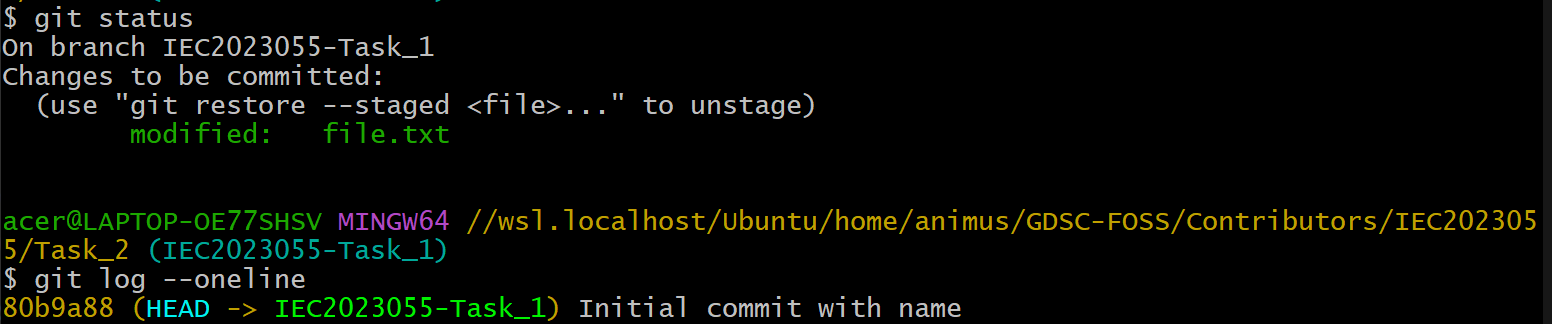 $ git status
On branch IEC2023055-Task_1
Changes to be committed:
  (use "git restore --staged <file>..." to unstage)
        modified:   file.txt
acer@LAPTOP-OE77SHSV MINGW64 //wsl.localhost/Ubuntu/home/animus/GDSC-FOSS/Contributors/IEC202305
5/Task_2 (IEC2023055-Task_1)
$ git log --oneline
80b9a88 (HEAD -> IEC2023055-Task_1) Initial commit with name